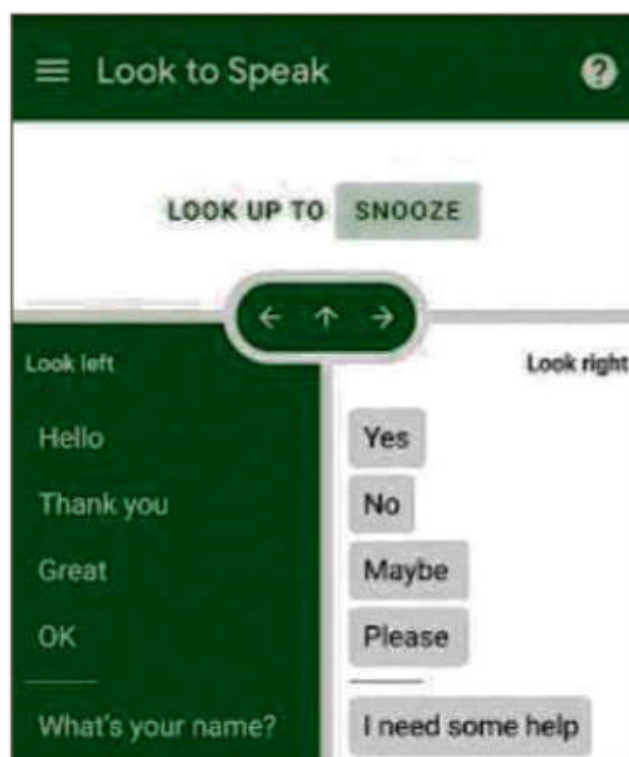 Look to Speak
LOOK UP TO SNOOZE
Look left
Hello
Thank you
Great
OK
What's your name?
Look right
Yes
No
Maybe
Please
I need some help